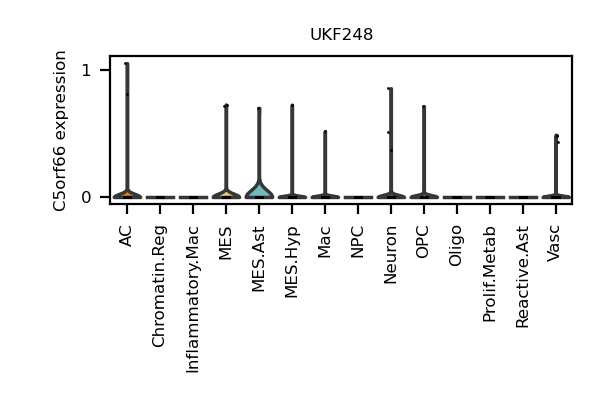 UKF248
C5orf66 expression
1
0
AC
Chromatin.Reg
Inflammatory.Mac
MES
MES.Ast
MES.Hyp
Mac
NPC
Neuron
OPC
Oligo
Prolif.Metab
Reactive.Ast
Vasc